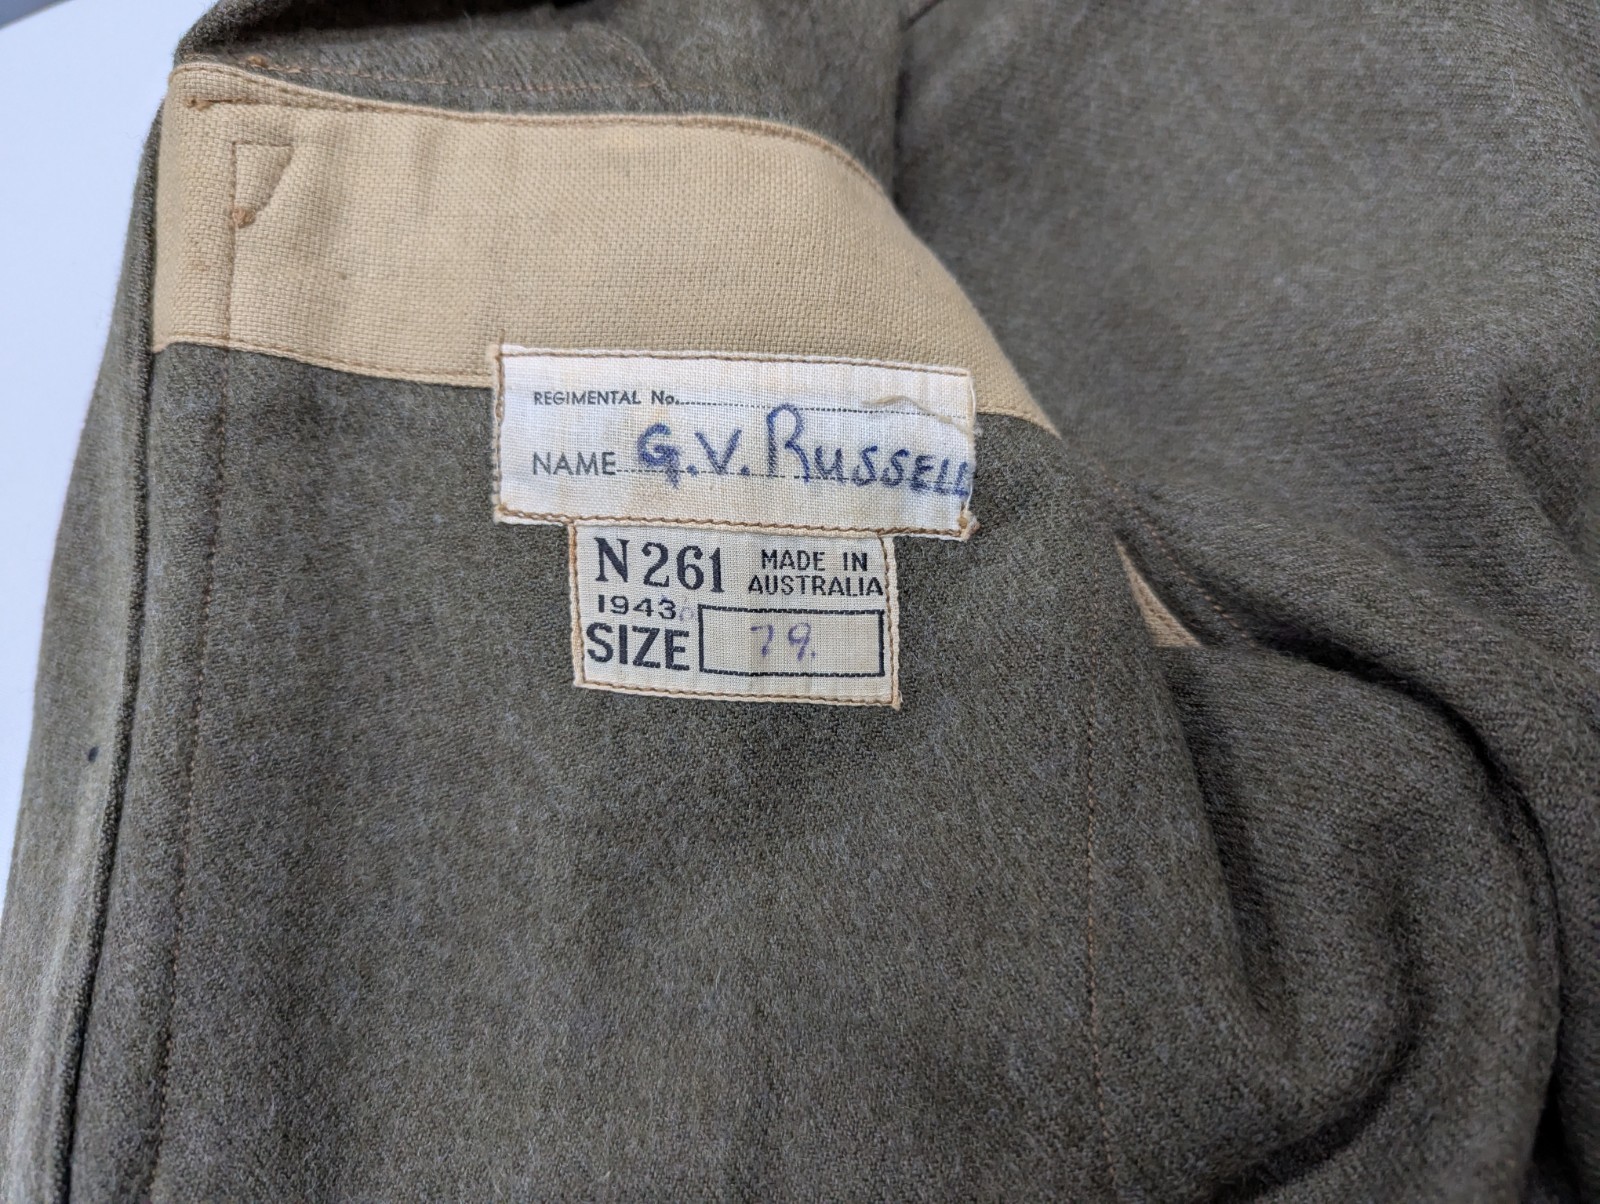 REGIMENTAL No.
NAME G.V. RUSSELL
N261 MADE IN AUSTRALIA
1943
SIZE 79.